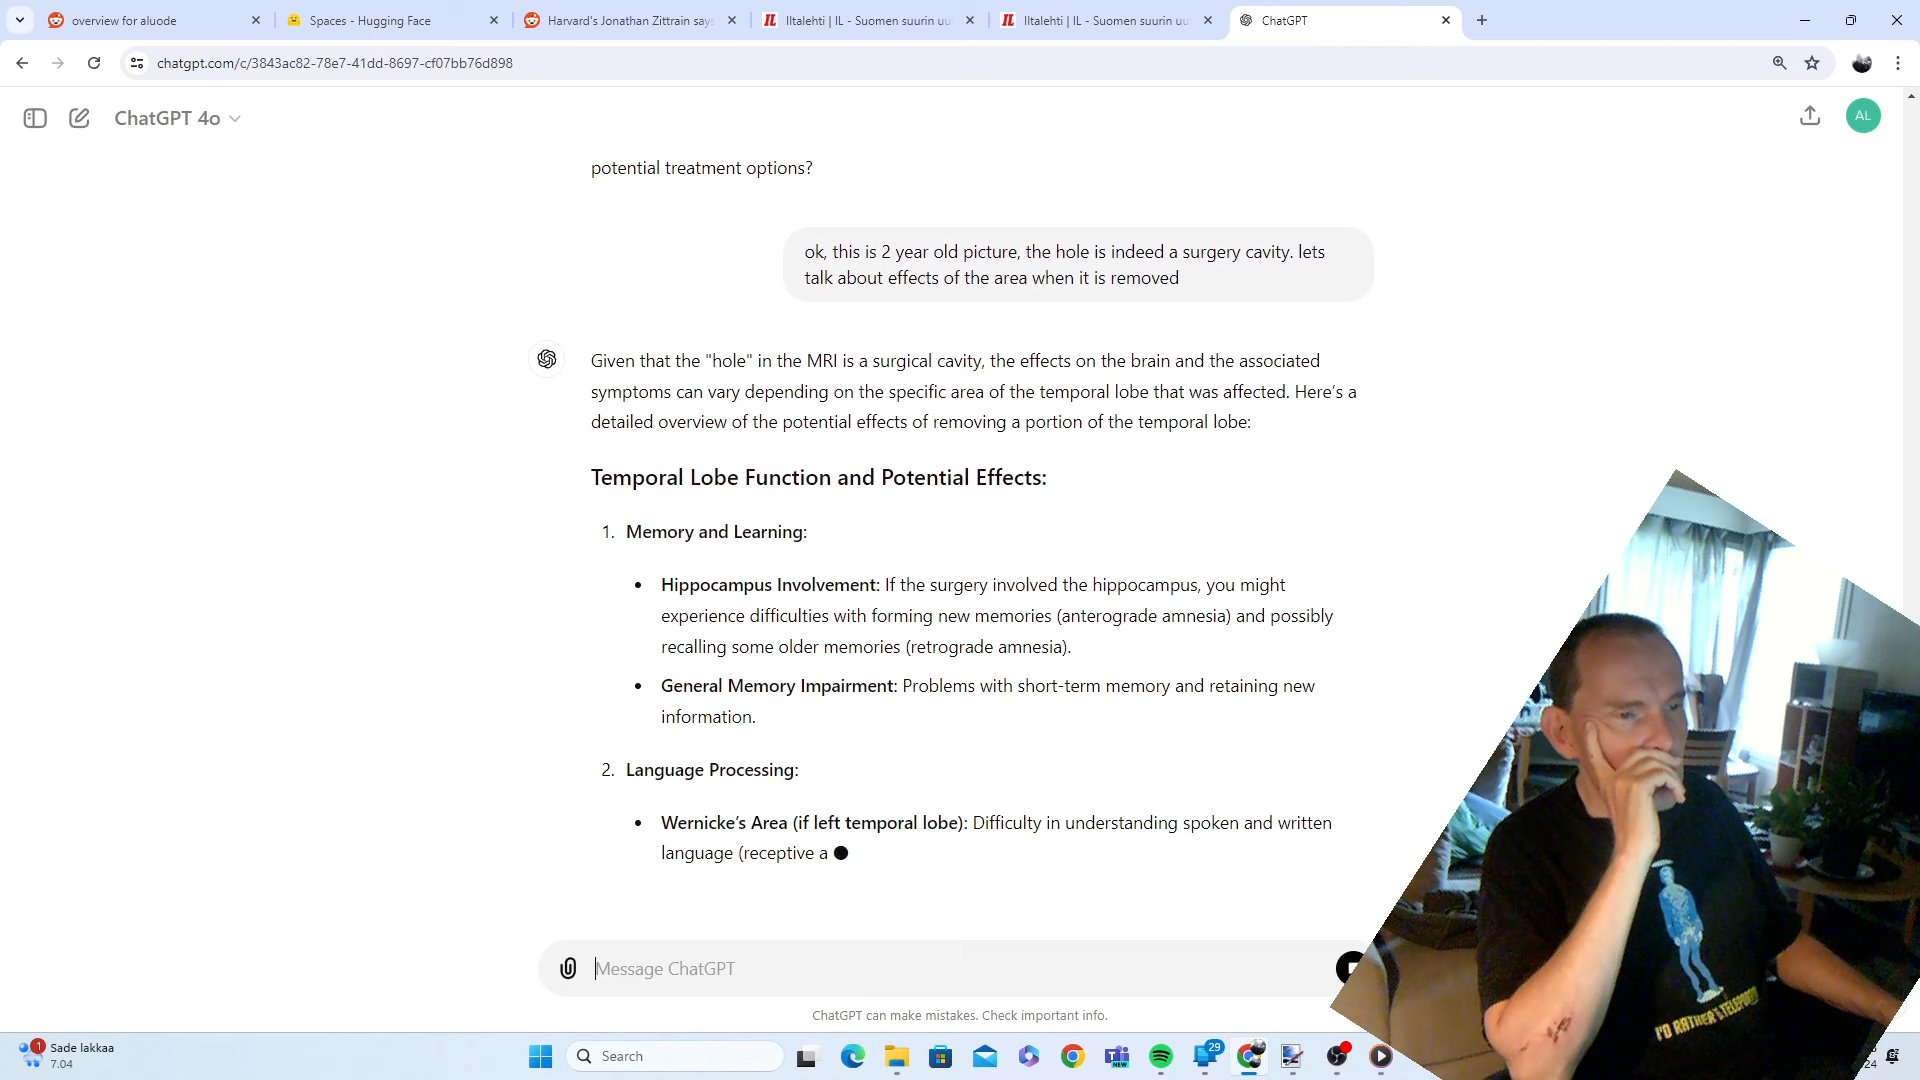 overview for aluode
Spaces - Hugging Face
Harvard's Jonathan Zittrain says
Iltalehti | IL - Suomen suurin uu
Iltalehti | IL - Suomen suurin uu
ChatGPT
chatgpt.com/c/3843ac82-78e7-41dd-8697-cf07bb76d898
ChatGPT 4o
AL
potential treatment options?
ok, this is 2 year old picture, the hole is indeed a surgery cavity. lets
talk about effects of the area when it is removed
Given that the "hole" in the MRI is a surgical cavity, the effects on the brain and the associated
symptoms can vary depending on the specific area of the temporal lobe that was affected. Here's a
detailed overview of the potential effects of removing a portion of the temporal lobe:
Temporal Lobe Function and Potential Effects:
1. Memory and Learning:
• Hippocampus Involvement: If the surgery involved the hippocampus, you might
experience difficulties with forming new memories (anterograde amnesia) and possibly
recalling some older memories (retrograde amnesia).
• General Memory Impairment: Problems with short-term memory and retaining new
information.
2. Language Processing:
• Wernicke's Area (if left temporal lobe): Difficulty in understanding spoken and written
language (receptive a
I'D RATHER
Message ChatGPT
ChatGPT can make mistakes. Check important info.
1
Sade lakkaa
7.04
Search
NEW
29
24